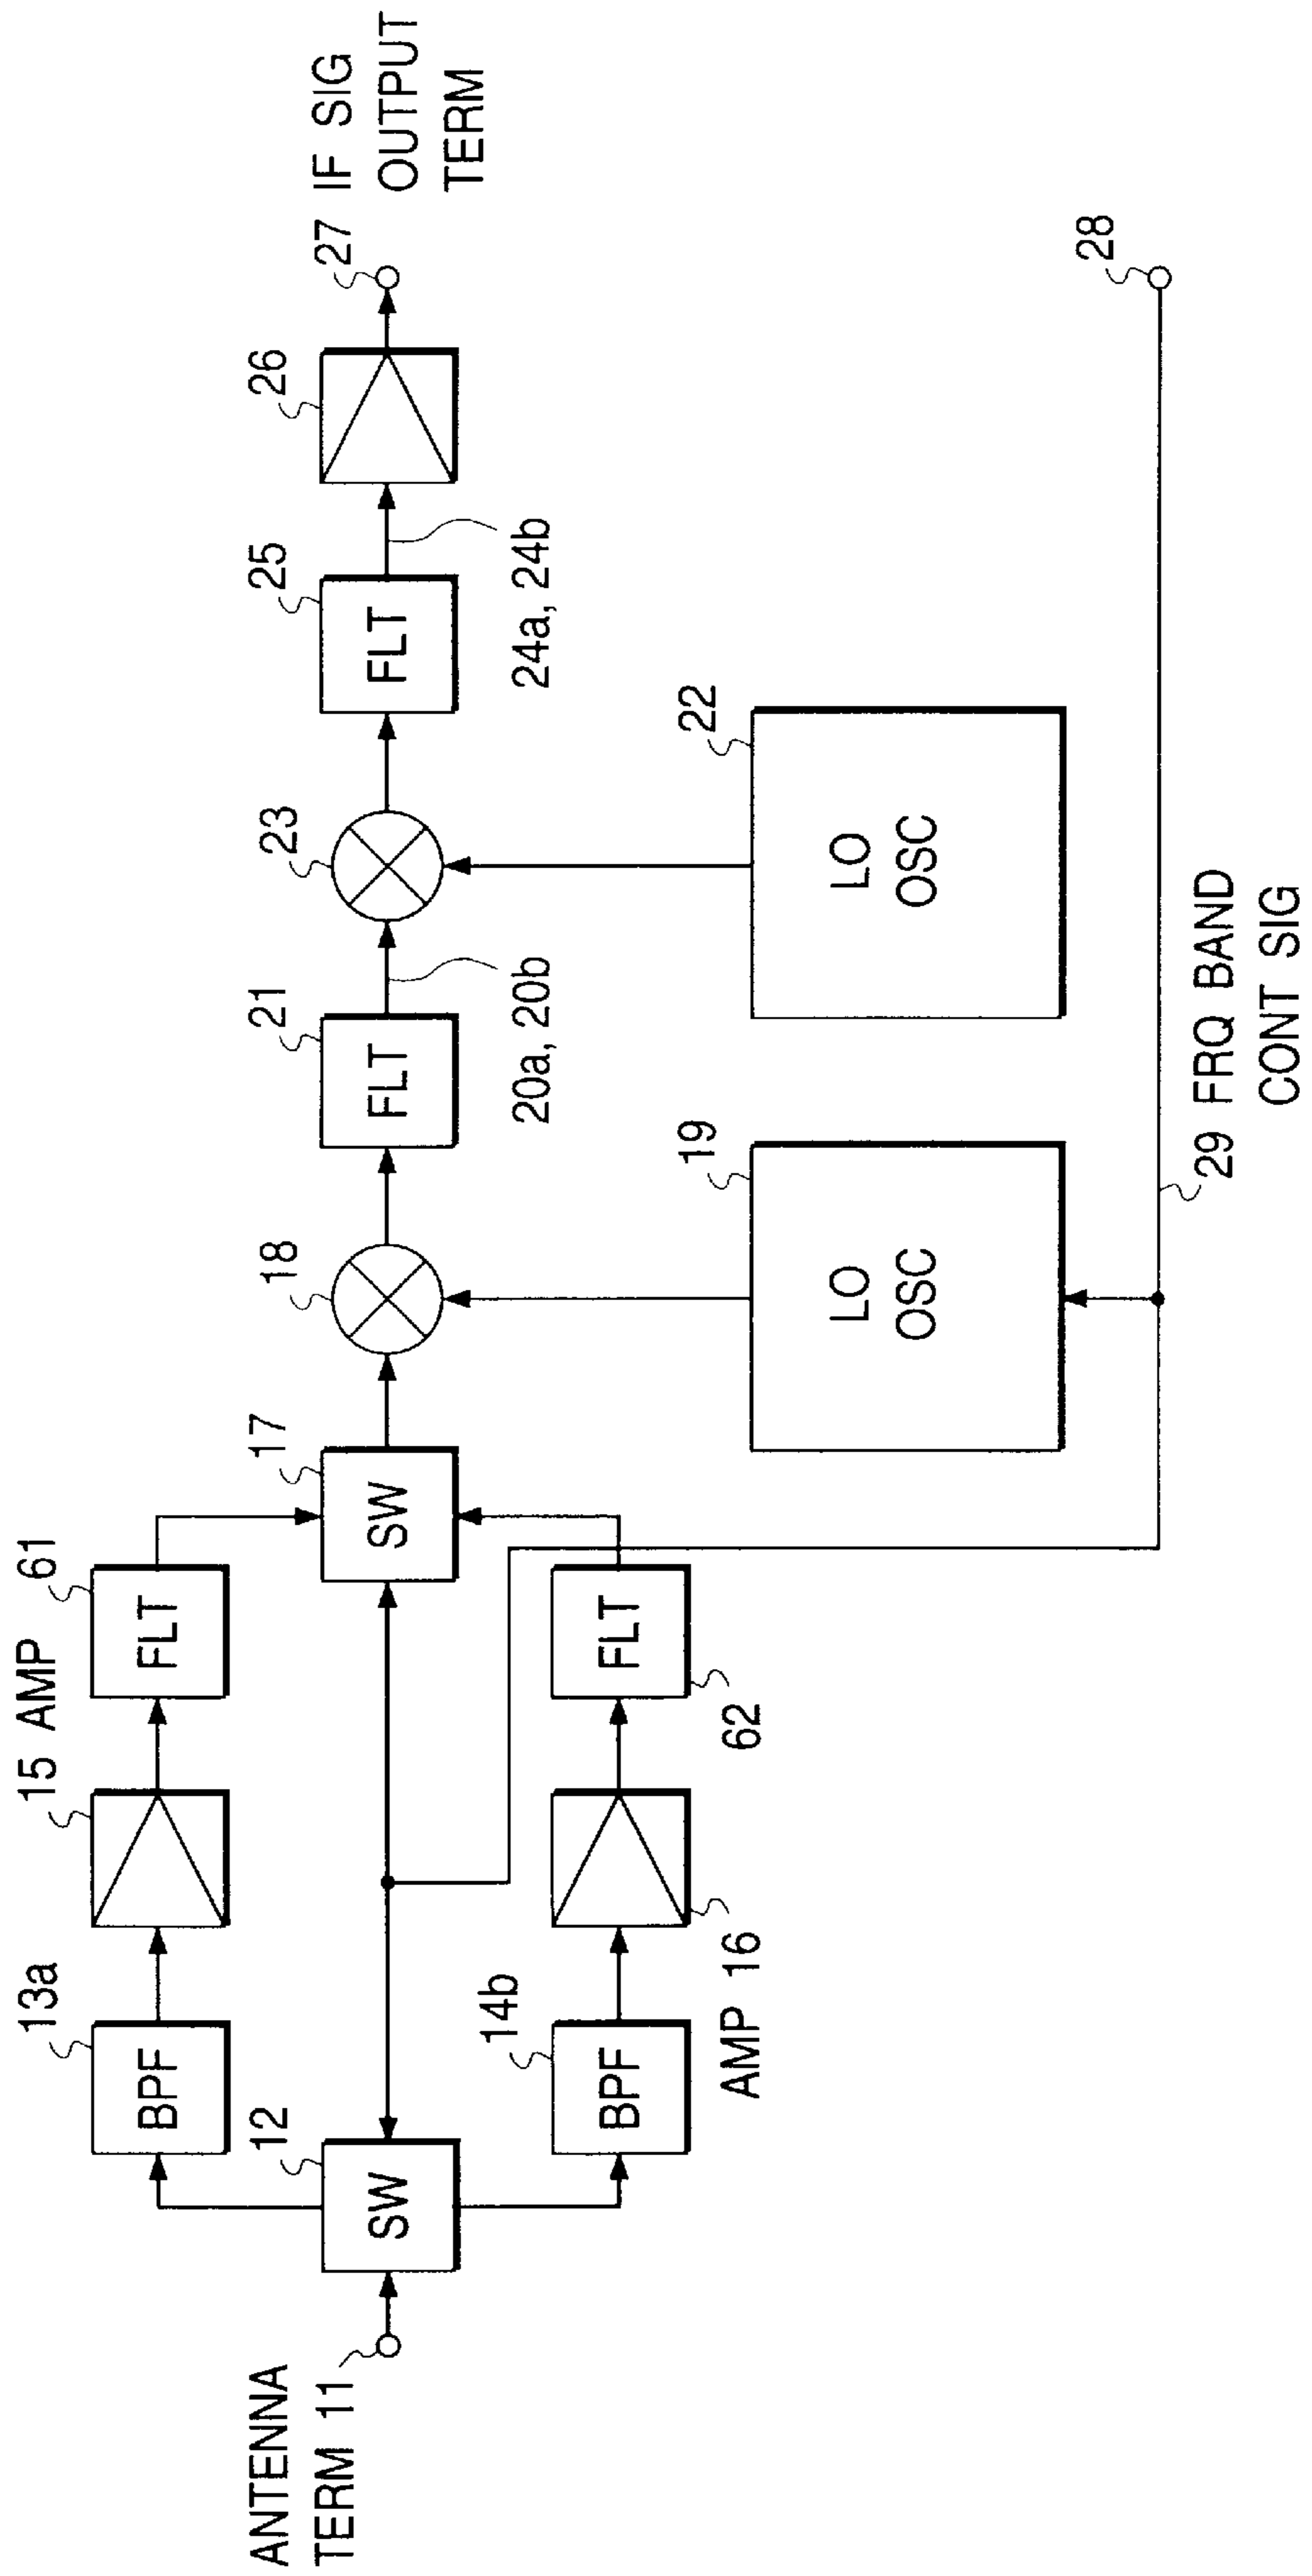 ANTENNA
TERM 11
12
SW
13a
BPF
15 AMP
61
FLT
14b
BPF
AMP 16
62
FLT
17
SW
18
19
LO
OSC
21
FLT
20a, 20b
23
22
LO
OSC
25
FLT
24a, 24b
26
27 IF SIG
OUTPUT
TERM
28
29 FRQ BAND
CONT SIG